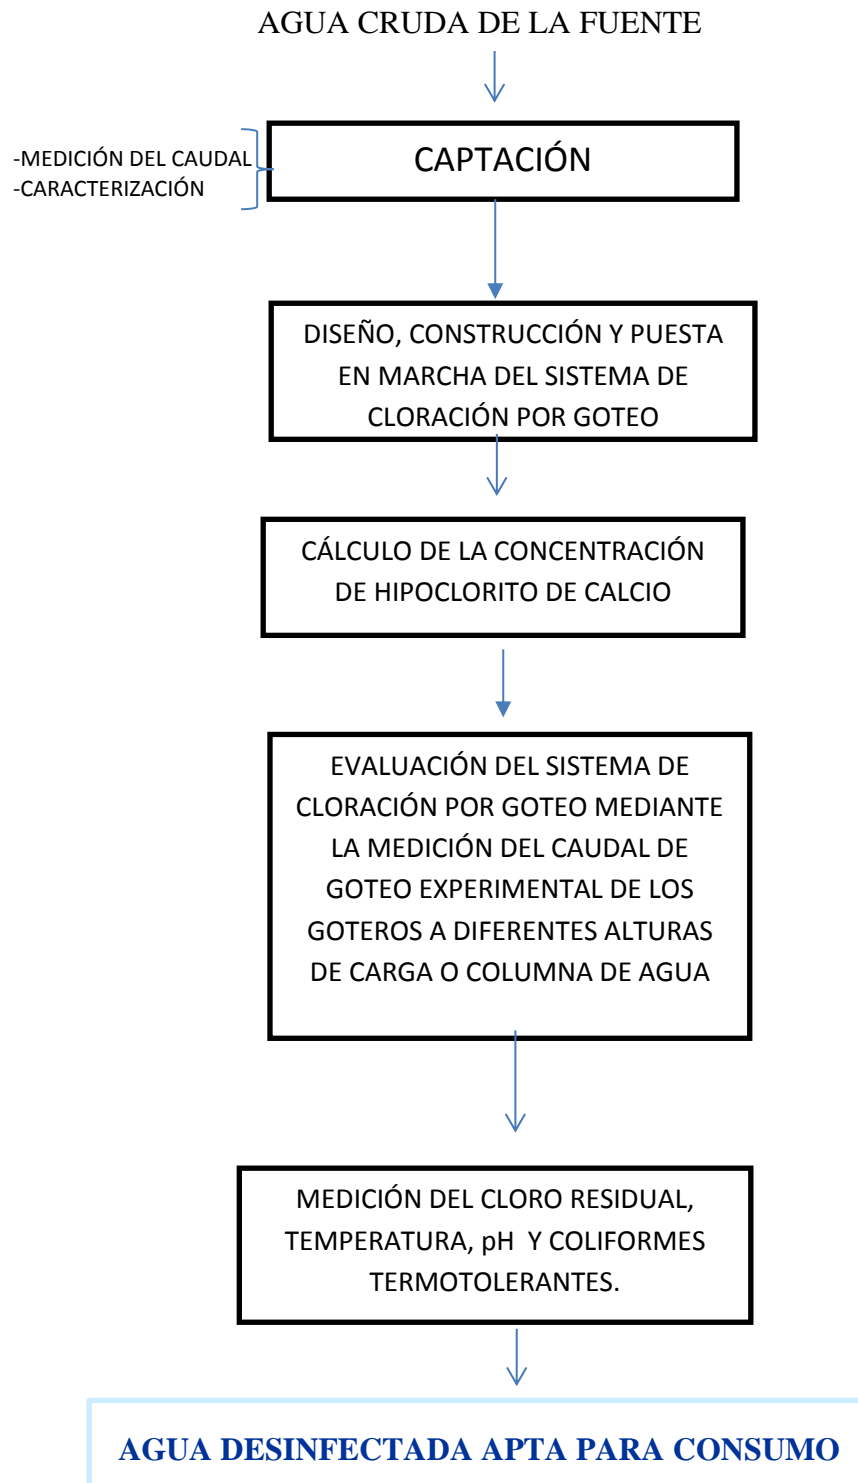 AGUA CRUDA DE LA FUENTE
-MEDICIÓN DEL CAUDAL
-CARACTERIZACIÓN
CAPTACIÓN
DISEÑO, CONSTRUCCIÓN Y PUESTA
EN MARCHA DEL SISTEMA DE
CLORACIÓN POR GOTEO
CÁLCULO DE LA CONCENTRACIÓN
DE HIPOCLORITO DE CALCIO
EVALUACIÓN DEL SISTEMA DE
CLORACIÓN POR GOTEO MEDIANTE
LA MEDICIÓN DEL CAUDAL DE
GOTEO EXPERIMENTAL DE LOS
GOTEROS A DIFERENTES ALTURAS
DE CARGA O COLUMNA DE AGUA
MEDICIÓN DEL CLORO RESIDUAL,
TEMPERATURA, pH Y COLIFORMES
TERMOTOLERANTES.
AGUA DESINFECTADA APTA PARA CONSUMO